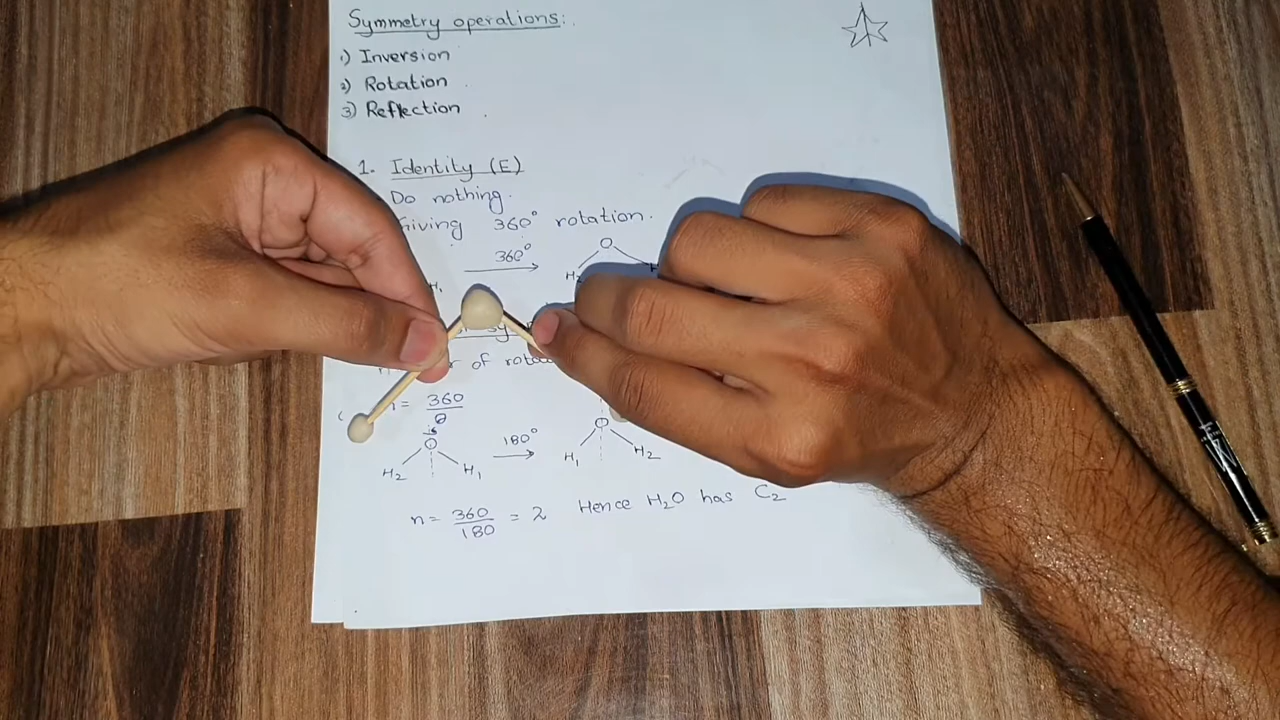 Symmetry operations:
1) Inversion
2) Rotation
3) Reflection
1. Identity (E)
Do nothing.
Giving 360° rotation.
360°
O
H₂
H₁
of
n = 360
θ
O
H₂ H₁
180°
O
H₁ H₂
n = 360 = 2 Hence H₂O has C₂
180